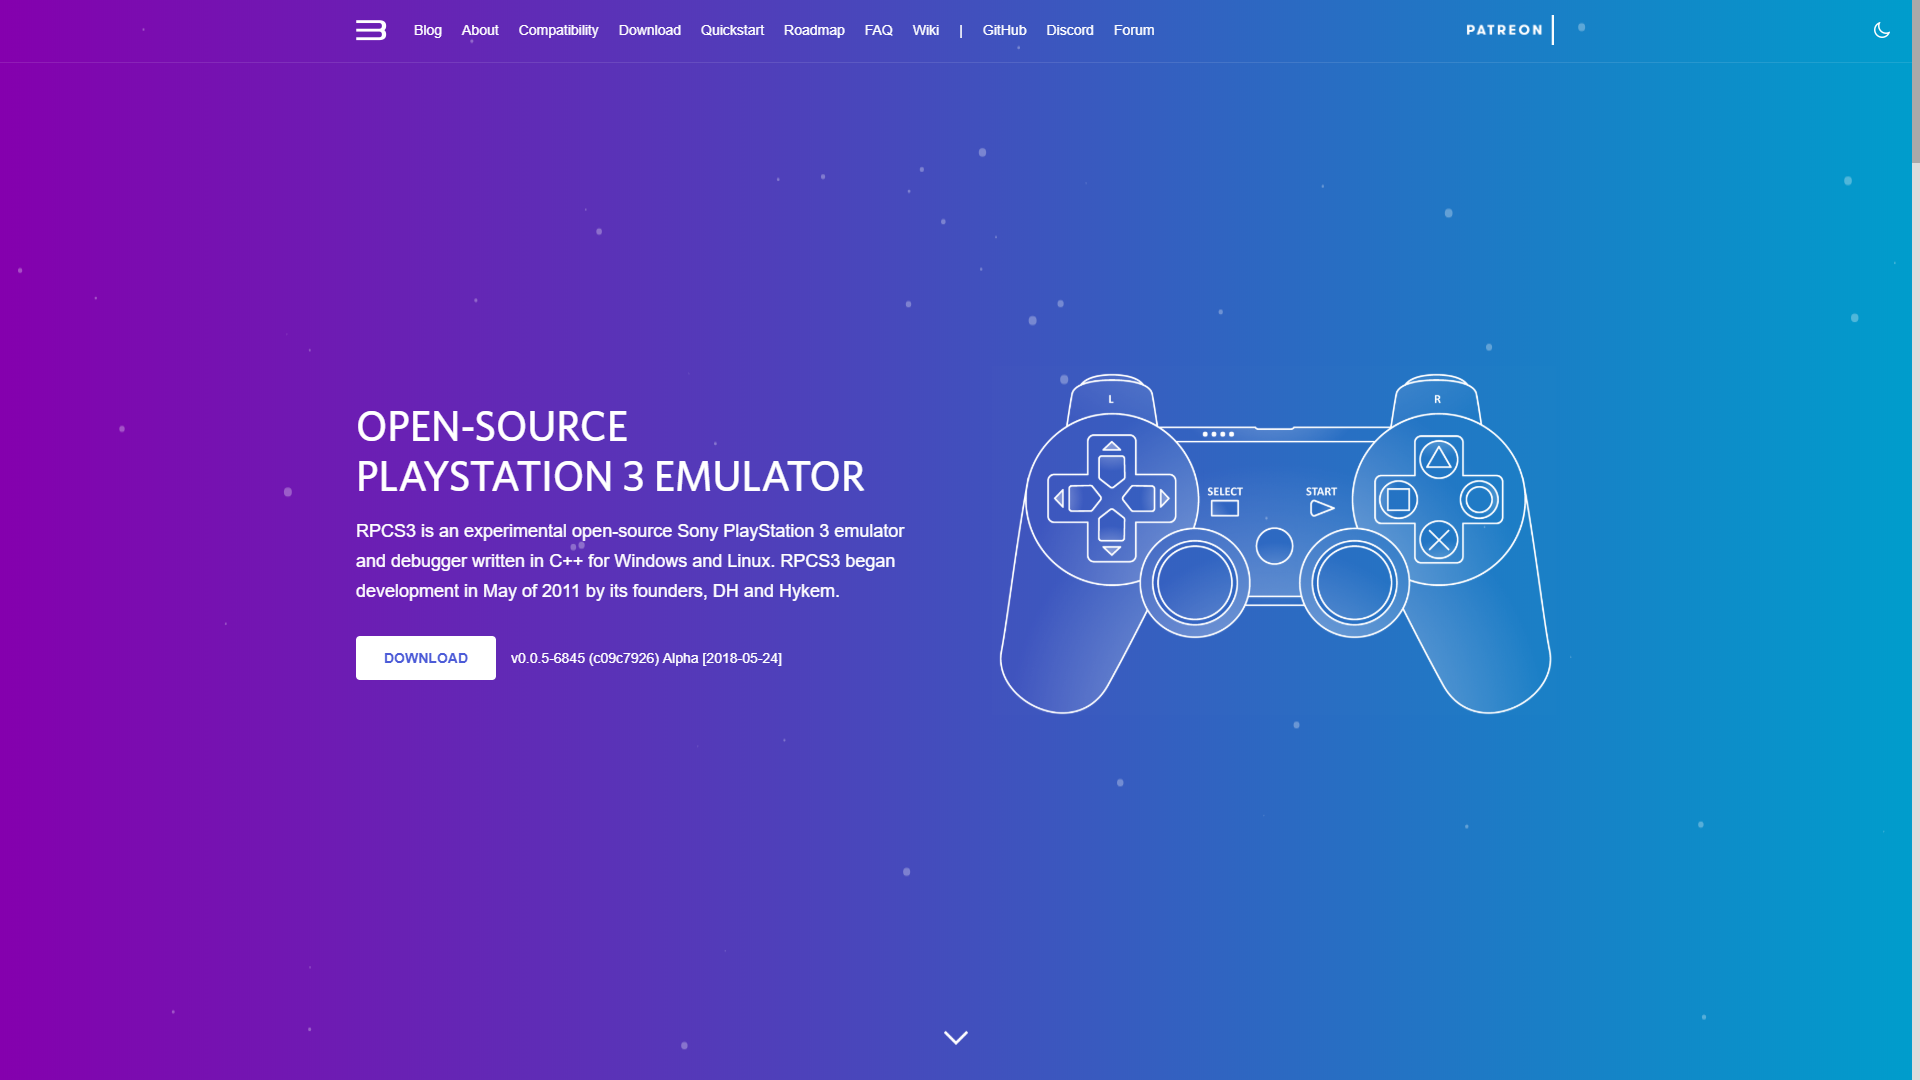 Blog About Compatibility Download Quickstart Roadmap FAQ Wiki | GitHub Discord Forum PATREON
OPEN-SOURCE
PLAYSTATION 3 EMULATOR
RPCS3 is an experimental open-source Sony PlayStation 3 emulator
and debugger written in C++ for Windows and Linux. RPCS3 began
development in May of 2011 by its founders, DH and Hykem.
DOWNLOAD v0.0.5-6845 (c09c7926) Alpha [2018-05-24]
L R
SELECT START